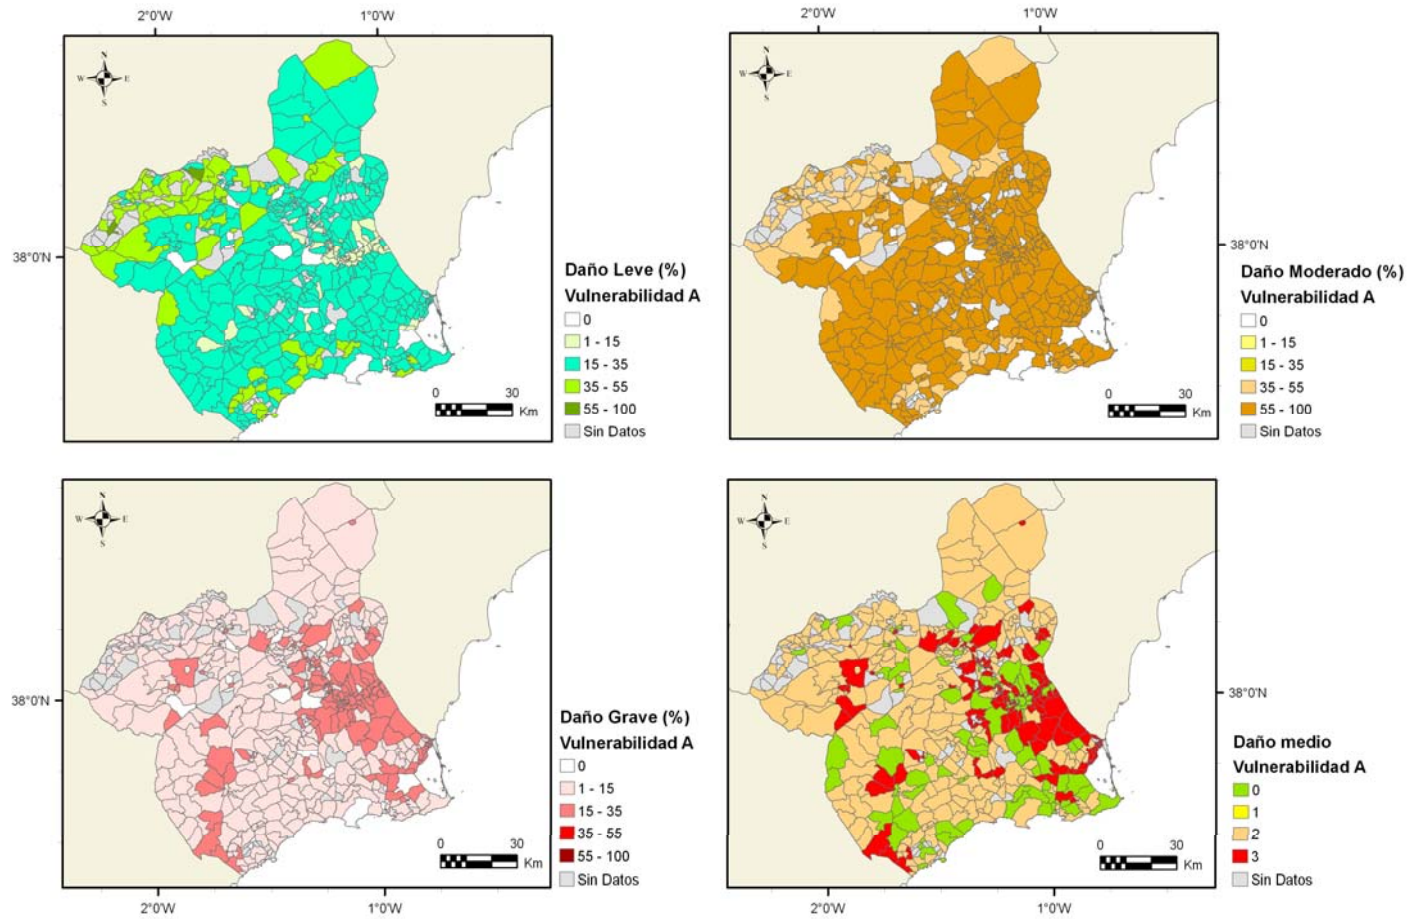 2°0'W 1°0'W
N
W E
S
38°0'N
Daño Leve (%)
Vulnerabilidad A
0
1 - 15
15 - 35
35 - 55
55 - 100
Sin Datos
0 30
Km
2°0'W 1°0'W
N
W E
S
38°0'N
Daño Moderado (%)
Vulnerabilidad A
0
1 - 15
15 - 35
35 - 55
55 - 100
Sin Datos
0 30
Km
N
W E
S
38°0'N
Daño Grave (%)
Vulnerabilidad A
0
1 - 15
15 - 35
35 - 55
55 - 100
Sin Datos
0 30
Km
2°0'W 1°0'W
N
W E
S
38°0'N
Daño medio
Vulnerabilidad A
0
1
2
3
Sin Datos
0 30
Km
2°0'W 1°0'W